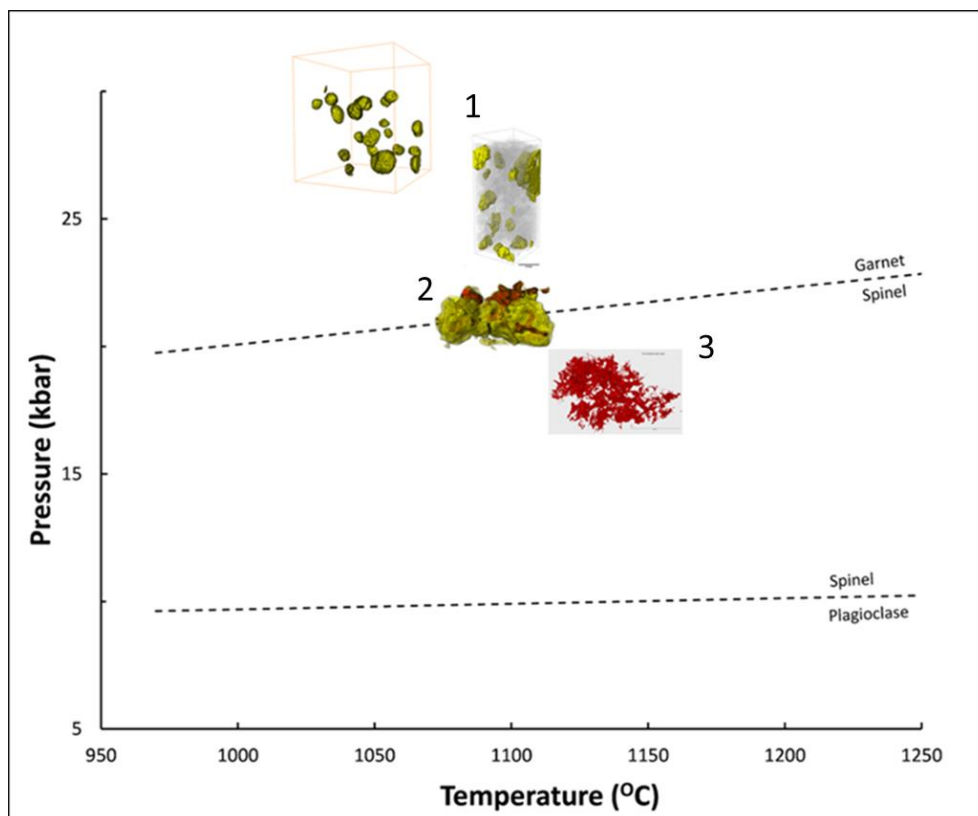 1
25
Garnet
Spinel
2
3
Pressure (kbar)
15
Spinel
Plagioclase
5
950 1000 1050 1100 1150 1200 1250
Temperature (ᴼC)